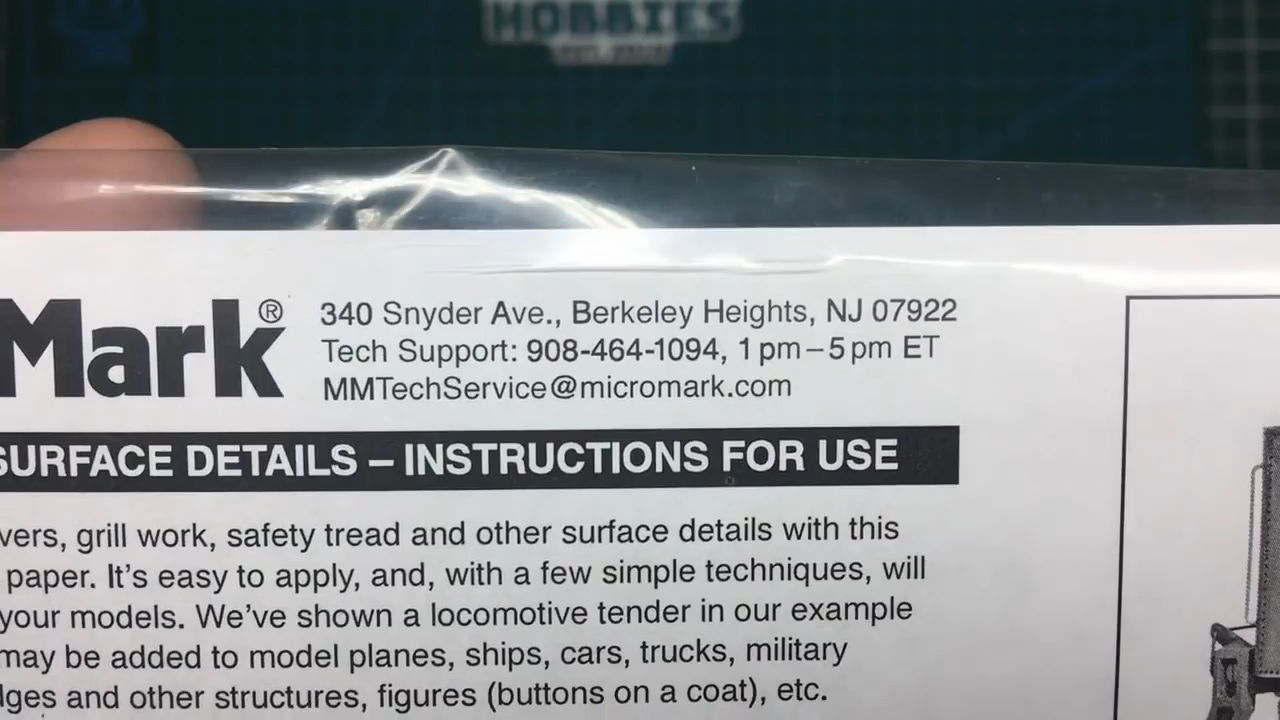 HOBBIES
Mark®
340 Snyder Ave., Berkeley Heights, NJ 07922
Tech Support: 908-464-1094, 1 pm – 5 pm ET
MMTechService@micromark.com
SURFACE DETAILS – INSTRUCTIONS FOR USE
vers, grill work, safety tread and other surface details with this
paper. It's easy to apply, and, with a few simple techniques, will
your models. We've shown a locomotive tender in our example
may be added to model planes, ships, cars, trucks, military
dges and other structures, figures (buttons on a coat), etc.